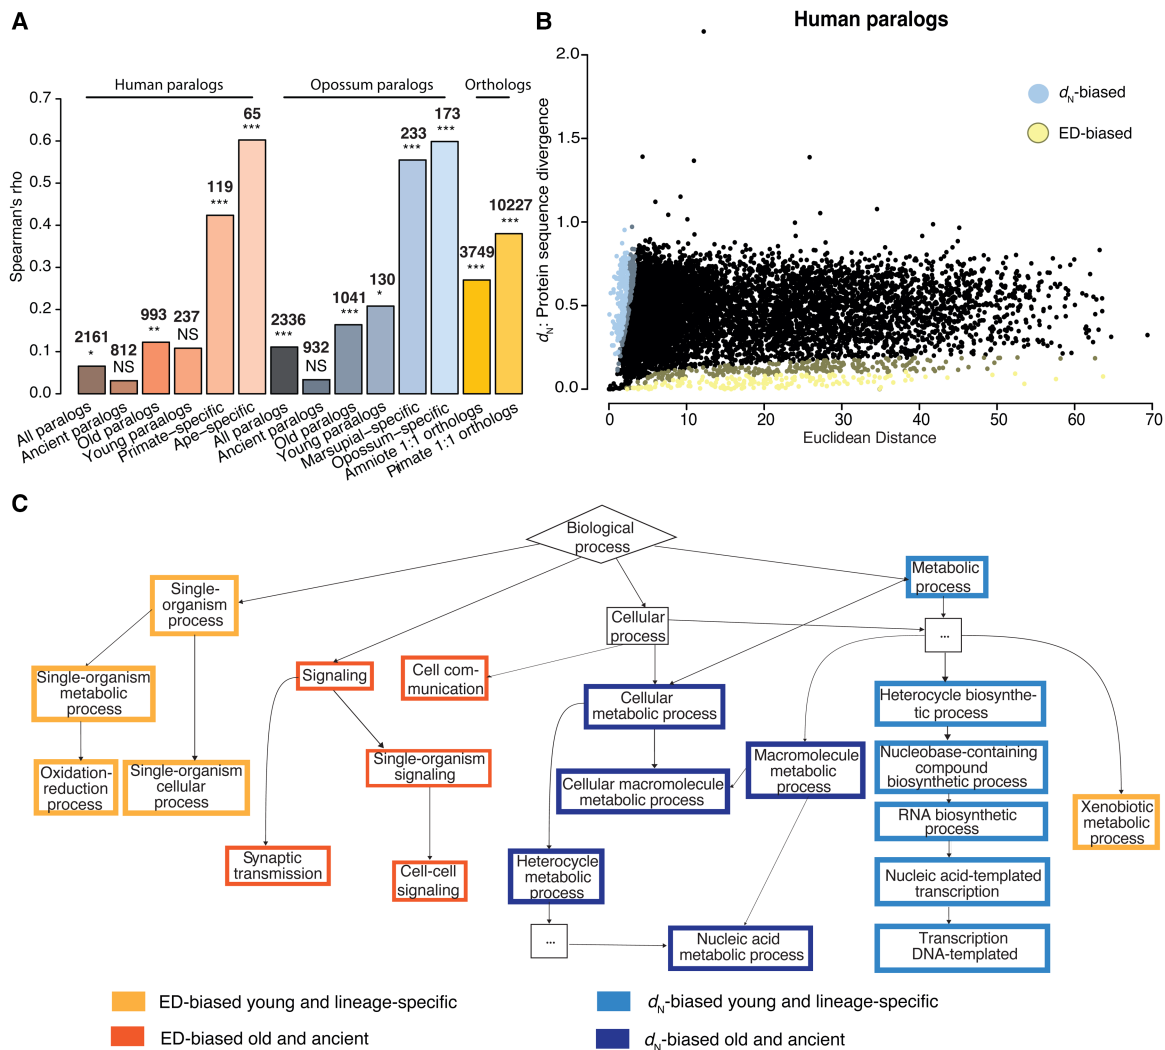 A
Human paralogs
Opossum paralogs
Orthologs
Spearman's rho
0.7
0.6
0.5
0.4
0.3
0.2
0.1
0.0
2161
*
812
NS
993
**
237
NS
119
***
65
***
2336
***
932
NS
1041
***
130
*
233
***
173
***
3749
***
10227
***
All paralogs
Ancient paralogs
Old paralogs
Young paralogs
Primate–specific
Ape–specific
All paralogs
Ancient paralogs
Old paralogs
Young paralogs
Marsupial–specific
Opossum–specific
Amniote 1:1 orthologs
Pimate 1:1 orthologs
B
Human paralogs
dN: Protein sequence divergence
2.0
1.5
1.0
0.5
0.0
dN-biased
ED-biased
0
10
20
30
40
50
60
70
Euclidean Distance
C
Biological
process
Single-
organism
process
Metabolic
process
Cellular
process
...
Single-organism
metabolic
process
Signaling
Cell com-
munication
Cellular
metabolic process
Heterocycle biosynthe-
tic process
Oxidation-
reduction
process
Single-organism
cellular
process
Single-organism
signaling
Cellular macromolecule
metabolic process
Macromolecule
metabolic
process
Nucleobase-containing
compound
biosynthetic process
RNA biosynthetic
process
Xenobiotic
metabolic
process
Synaptic
transmission
Cell-cell
signaling
Heterocycle
metabolic
process
Nucleic acid-templated
transcription
...
Nucleic acid
metabolic process
Transcription
DNA-templated
ED-biased young and lineage-specific
dN-biased young and lineage-specific
ED-biased old and ancient
dN-biased old and ancient